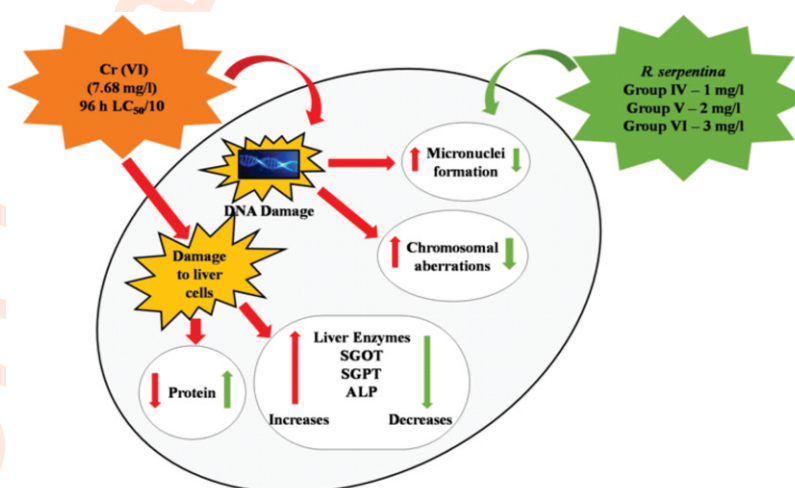 Cr (VI)
(7.68 mg/l)
96 h LC₅₀/10
R. serpentina
Group IV – 1 mg/l
Group V – 2 mg/l
Group VI – 3 mg/l
DNA Damage
Micronuclei
formation
Chromosomal
aberrations
Damage
to liver
cells
Protein
Liver Enzymes
SGOT
SGPT
ALP
Increases
Decreases